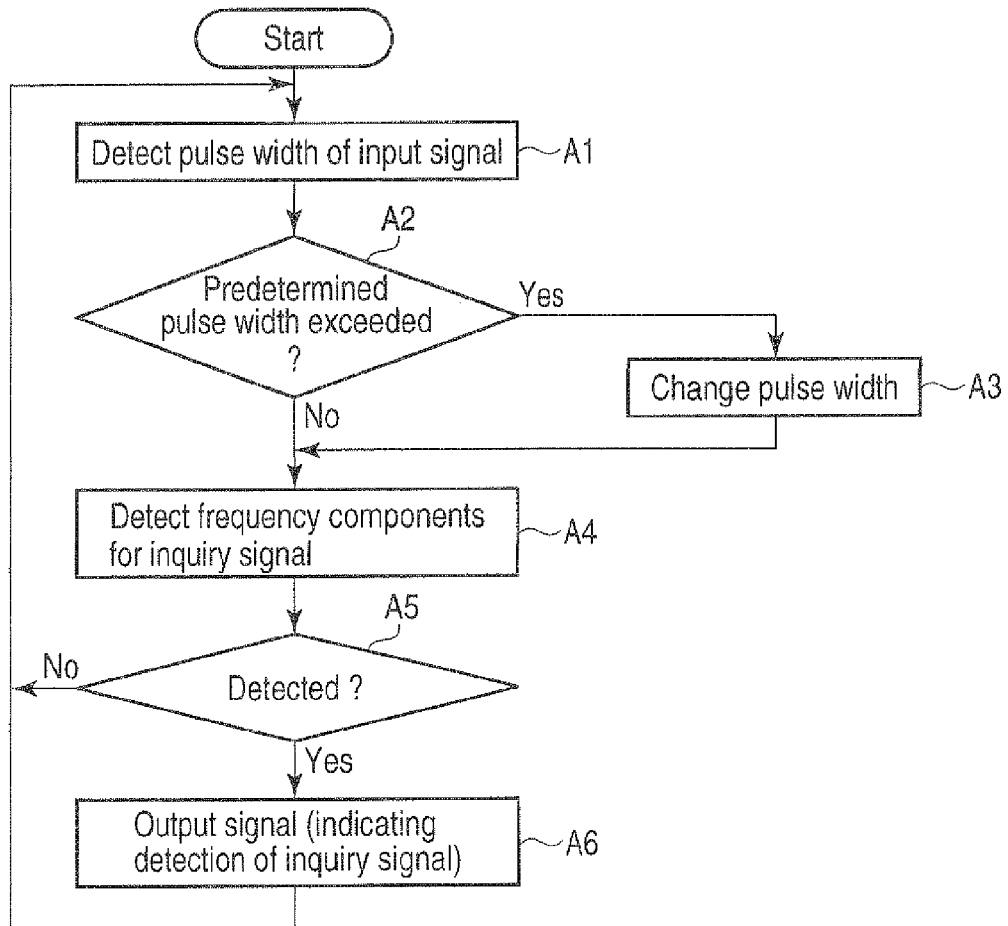 Start
Detect pulse width of input signal
A1
A2
Predetermined
pulse width exceeded
?
Yes
Change pulse width
A3
No
Detect frequency components
for inquiry signal
A4
A5
No
Detected ?
Yes
Output signal (indicating
detection of inquiry signal)
A6